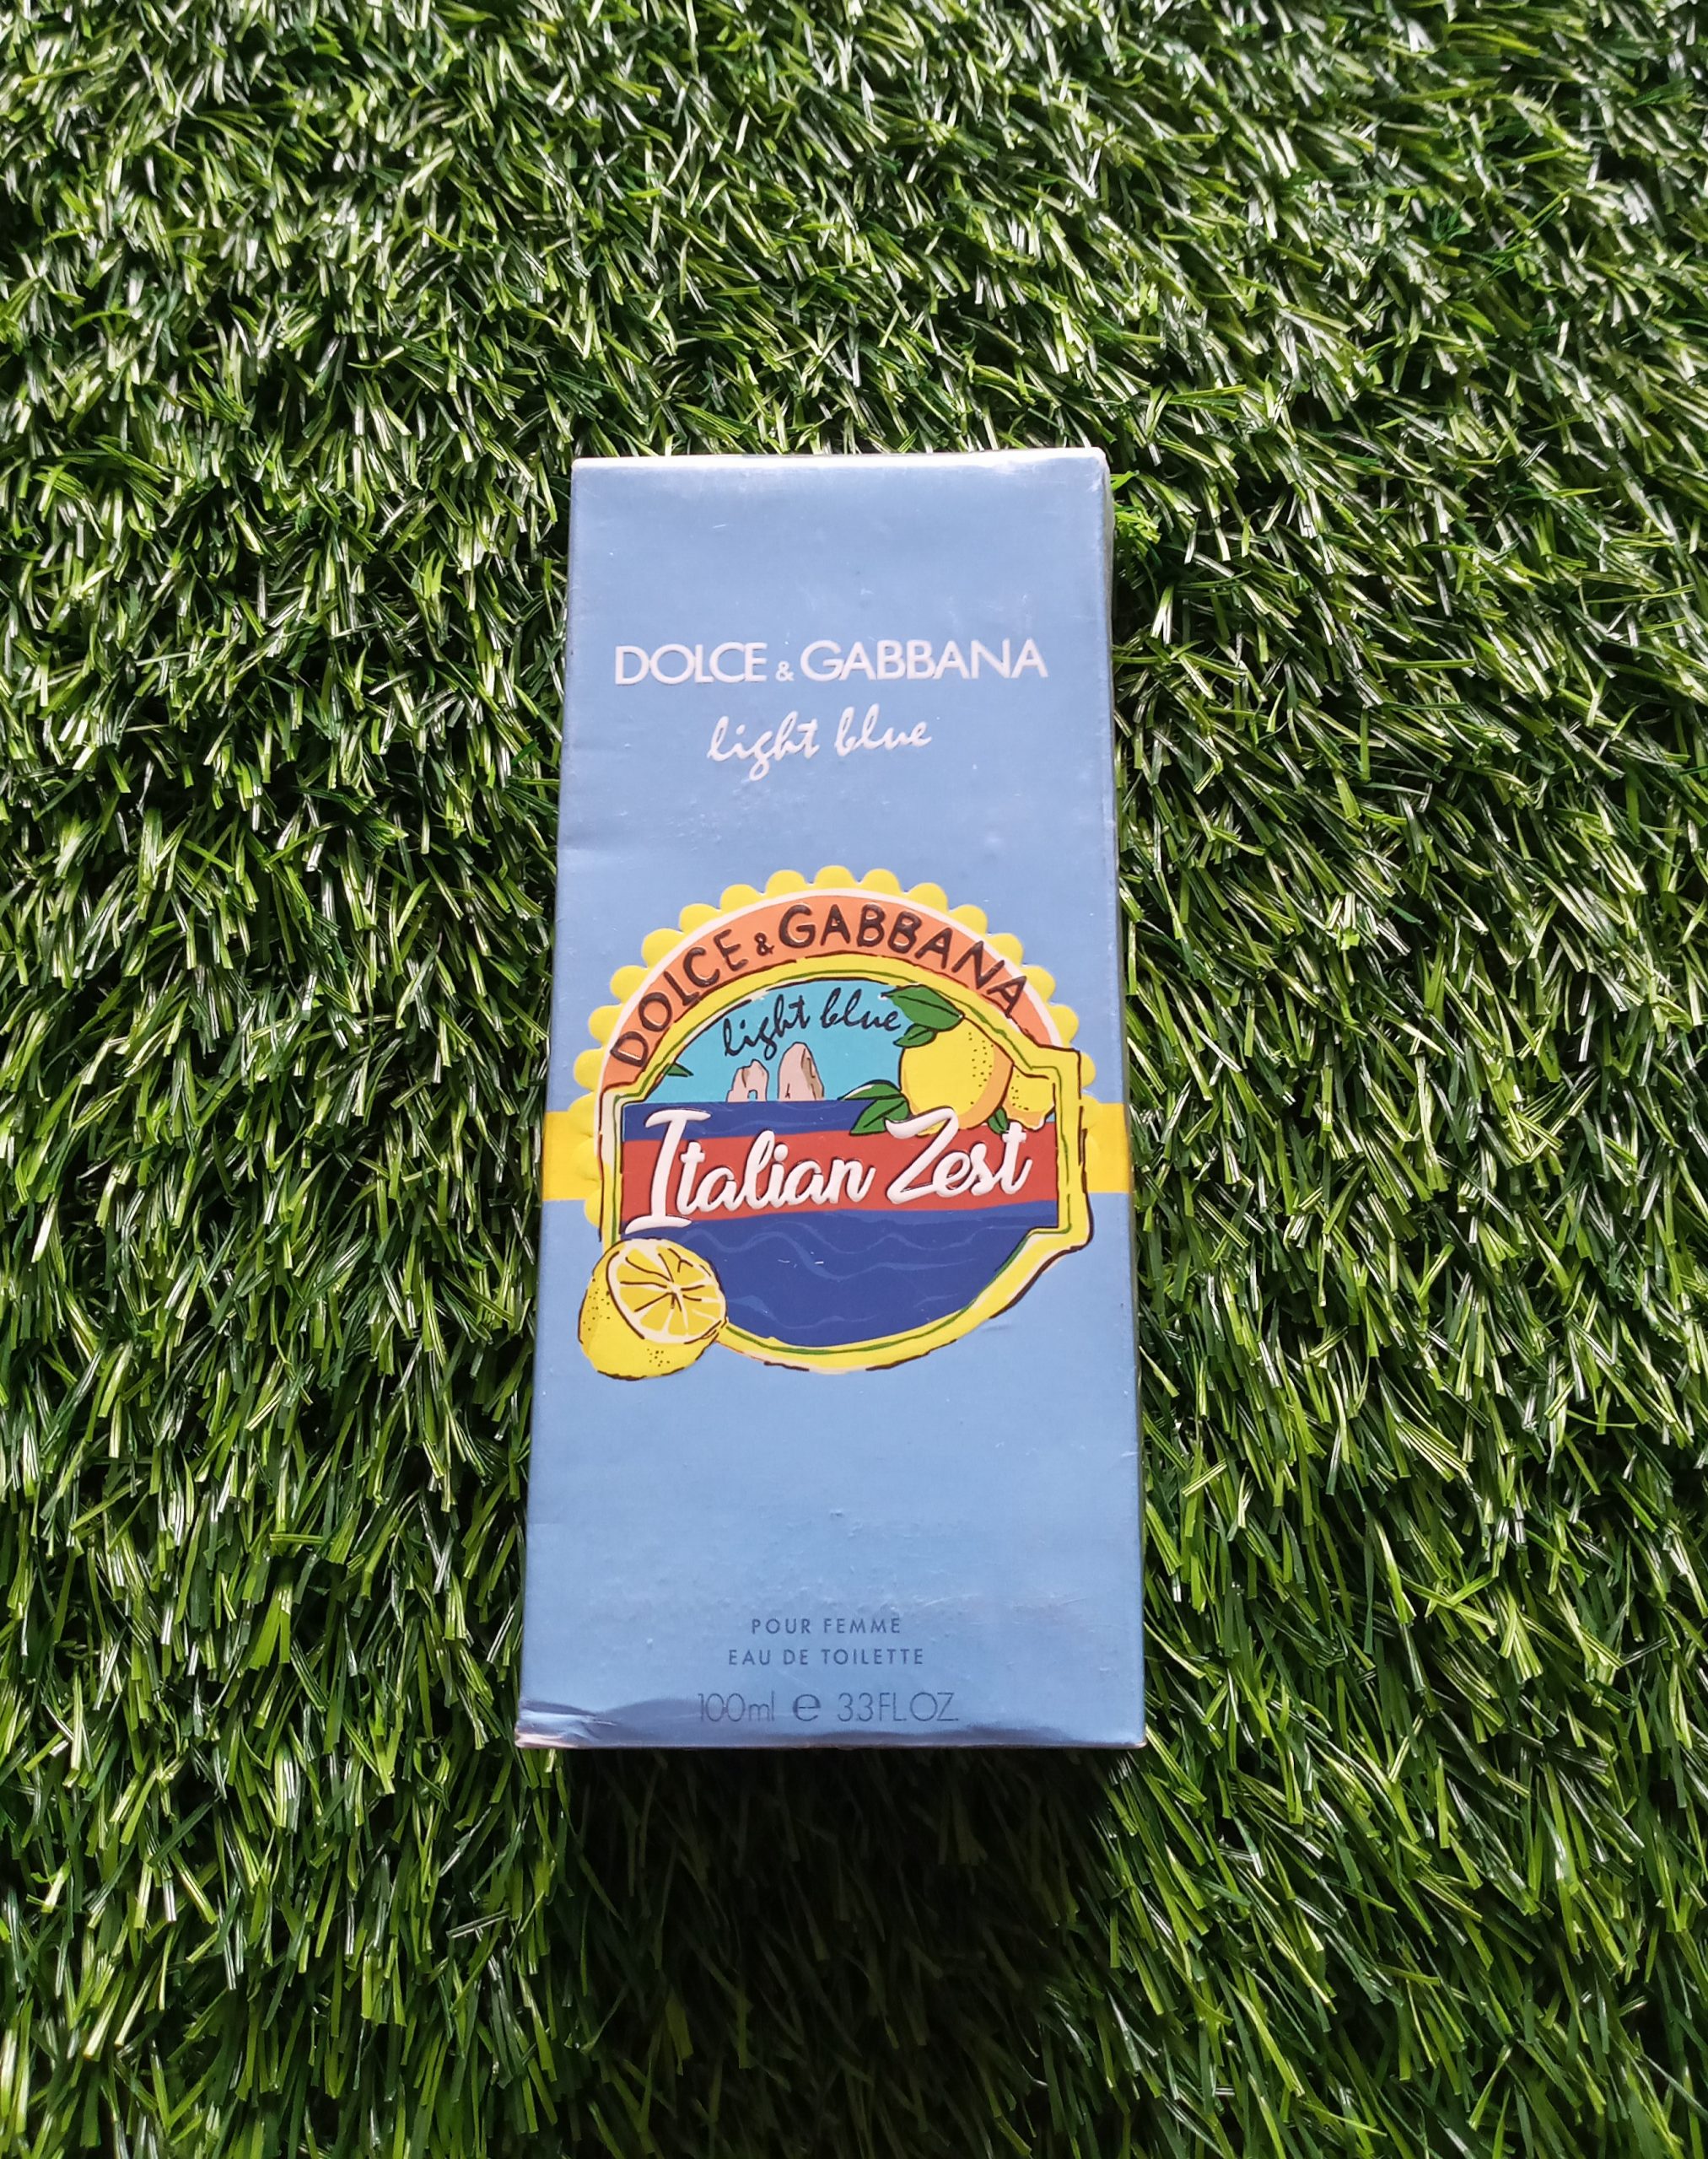 DOLCE & GABBANA
light blue
DOLCE & GABBANA
light blue
Italian Zest
POUR FEMME
EAU DE TOILETTE
100ml e 3.3FL.OZ.